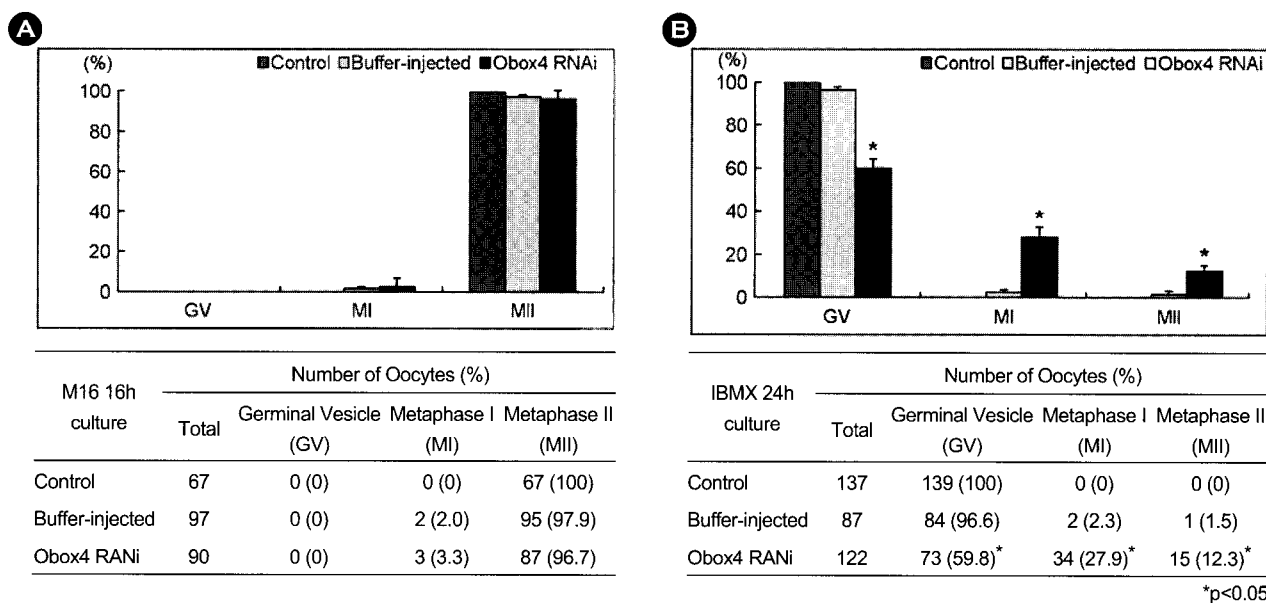 A
(%)
Control Buffer-injected Obox4 RNAi
100
80
60
40
20
0
GV MI MII
M16 16h culture
Number of Oocytes (%)
Total Germinal Vesicle (GV) Metaphase I (MI) Metaphase II (MII)
Control 67 0 (0) 0 (0) 67 (100)
Buffer-injected 97 0 (0) 2 (2.0) 95 (97.9)
Obox4 RANi 90 0 (0) 3 (3.3) 87 (96.7)
B
(%)
Control Buffer-injected Obox4 RNAi
100
80
60
40
20
0
* * *
GV MI MII
IBMX 24h culture
Number of Oocytes (%)
Total Germinal Vesicle (GV) Metaphase I (MI) Metaphase II (MII)
Control 137 139 (100) 0 (0) 0 (0)
Buffer-injected 87 84 (96.6) 2 (2.3) 1 (1.5)
Obox4 RANi 122 73 (59.8)* 34 (27.9)* 15 (12.3)*
*p<0.05